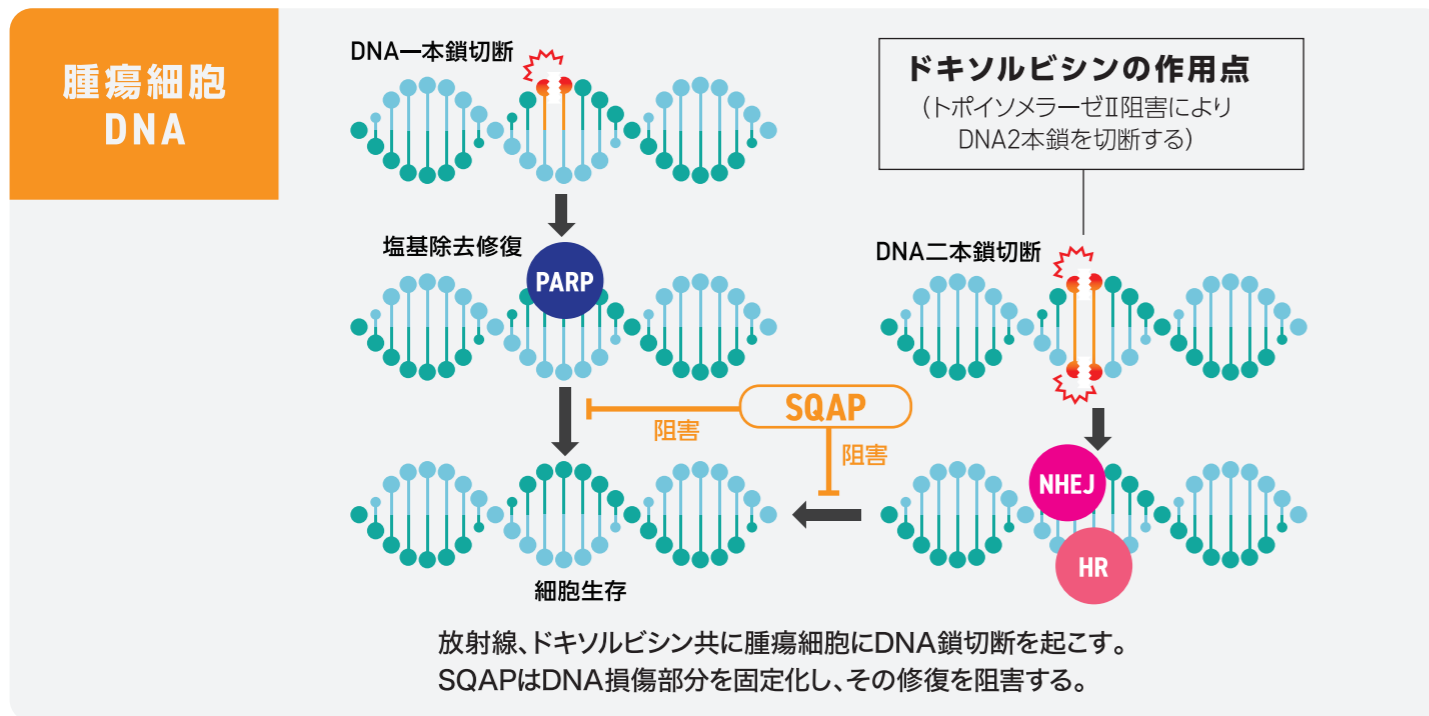 腫瘍細胞
DNA
DNA一本鎖切断
塩基除去修復
PARP
ドキソルビシンの作用点
(トポイソメラーゼⅡ阻害により
DNA2本鎖を切断する)
DNA二本鎖切断
SQAP
阻害
阻害
NHEJ
HR
細胞生存
放射線、ドキソルビシン共に腫瘍細胞にDNA鎖切断を起こす。
SQAPはDNA損傷部分を固定化し、その修復を阻害する。